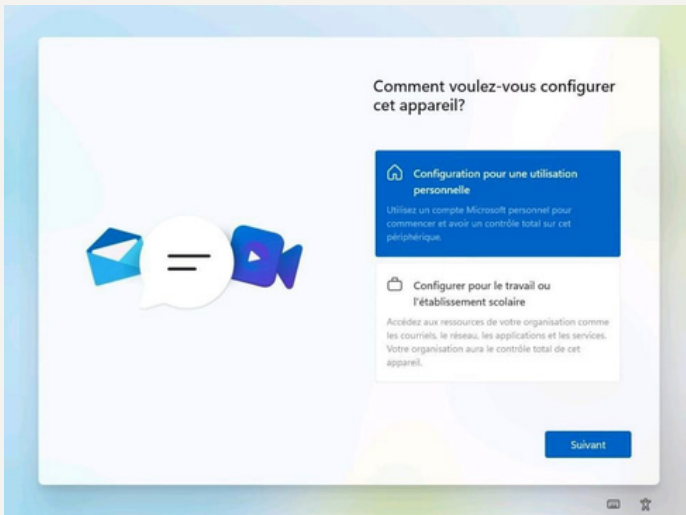 Comment voulez-vous configurer
cet appareil?
Configuration pour une utilisation
personnelle
Utilisez un compte Microsoft personnel pour
commencer et avoir un contrôle total sur cet
périphérique.
Configurer pour le travail ou
l'établissement scolaire
Accédez aux ressources de votre organisation comme
les courriels, le réseau, les applications et les services.
Votre organisation aura le contrôle total de cet
appareil.
Suivant